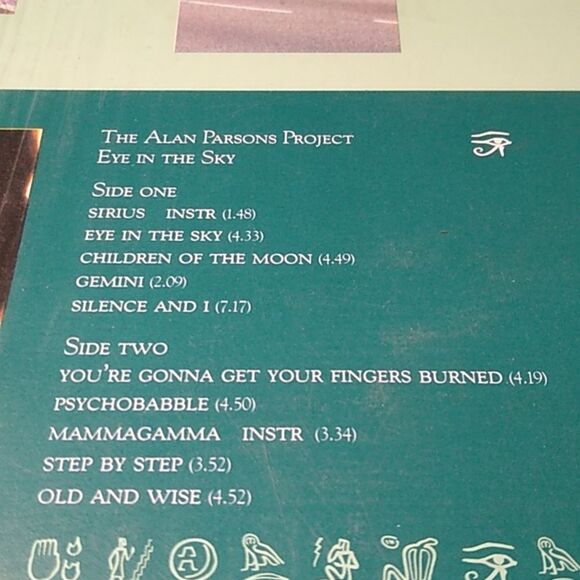 The Alan Parsons Project
Eye in the Sky
Side one
Sirius Instr (1.48)
Eye in the Sky (4.33)
Children of the Moon (4.49)
Gemini (2.09)
Silence and I (7.17)
Side two
You're Gonna Get Your Fingers Burned (4.19)
Psychobabble (4.50)
Mammagamma Instr (3.34)
Step by Step (3.52)
Old and Wise (4.52)